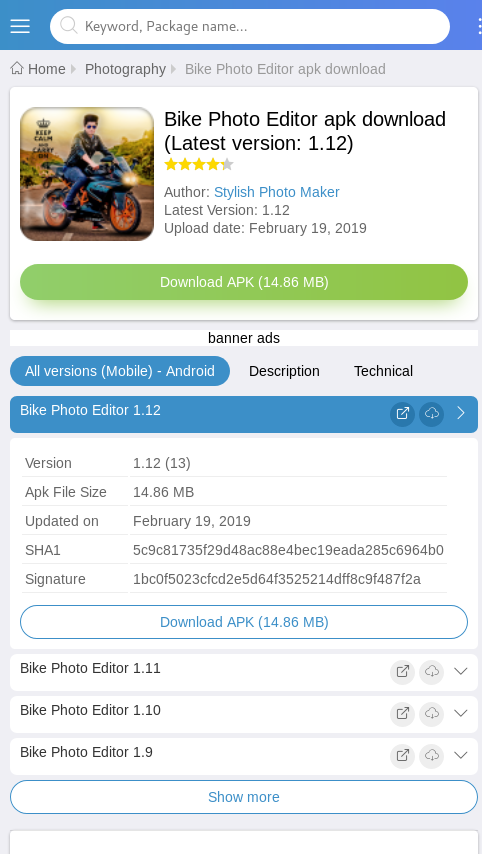 Keyword, Package name...
Home Photography Bike Photo Editor apk download
KEEP
CALM
AND
CARRY
ON
Bike Photo Editor apk download
(Latest version: 1.12)
Author: Stylish Photo Maker
Latest Version: 1.12
Upload date: February 19, 2019
Download APK (14.86 MB)
banner ads
All versions (Mobile) - Android Description Technical
Bike Photo Editor 1.12
Version 1.12 (13)
Apk File Size 14.86 MB
Updated on February 19, 2019
SHA1 5c9c81735f29d48ac88e4bec19eada285c6964b0
Signature 1bc0f5023cfcd2e5d64f3525214dff8c9f487f2a
Download APK (14.86 MB)
Bike Photo Editor 1.11
Bike Photo Editor 1.10
Bike Photo Editor 1.9
Show more